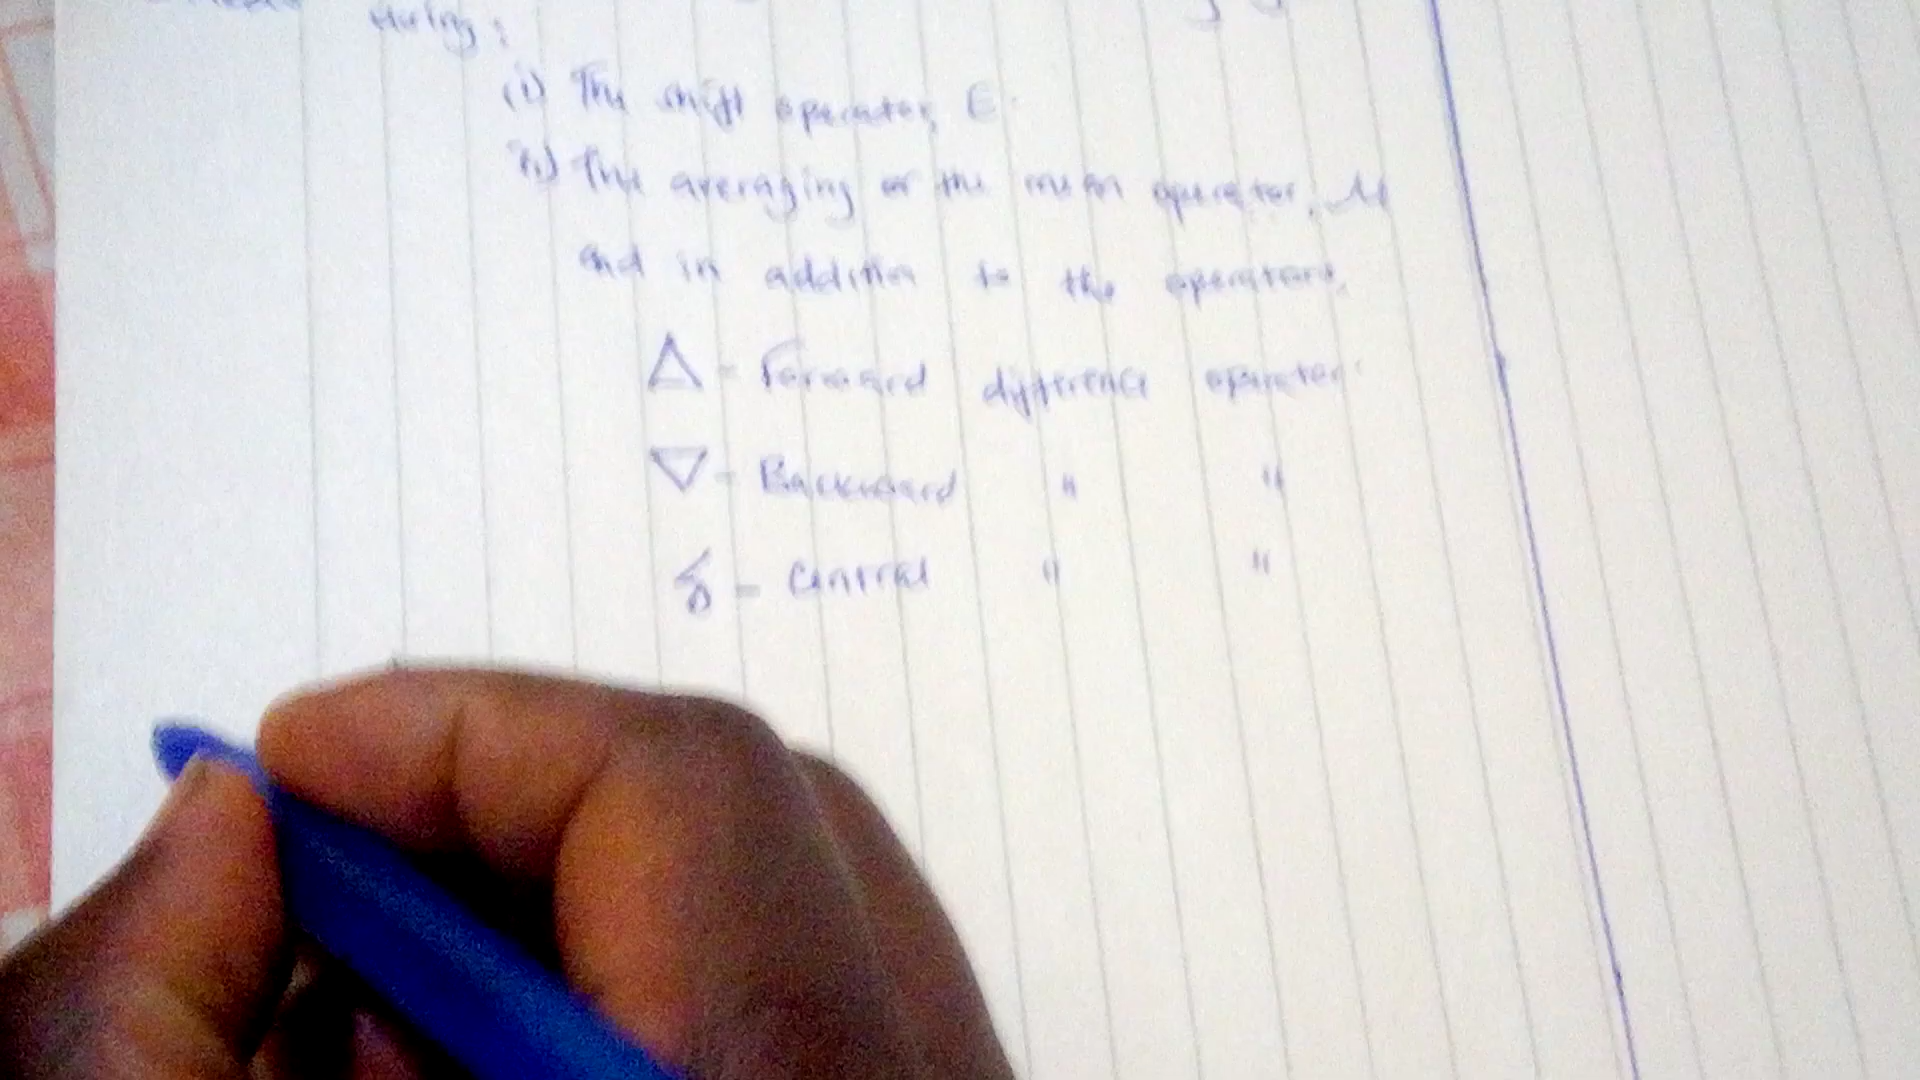 (i) The shift operator, E.
ii) The averaging or the mean operator, M
and in addition to the operators,
Δ = Forward difference operator.
∇ = Backward " "
δ = Central " "